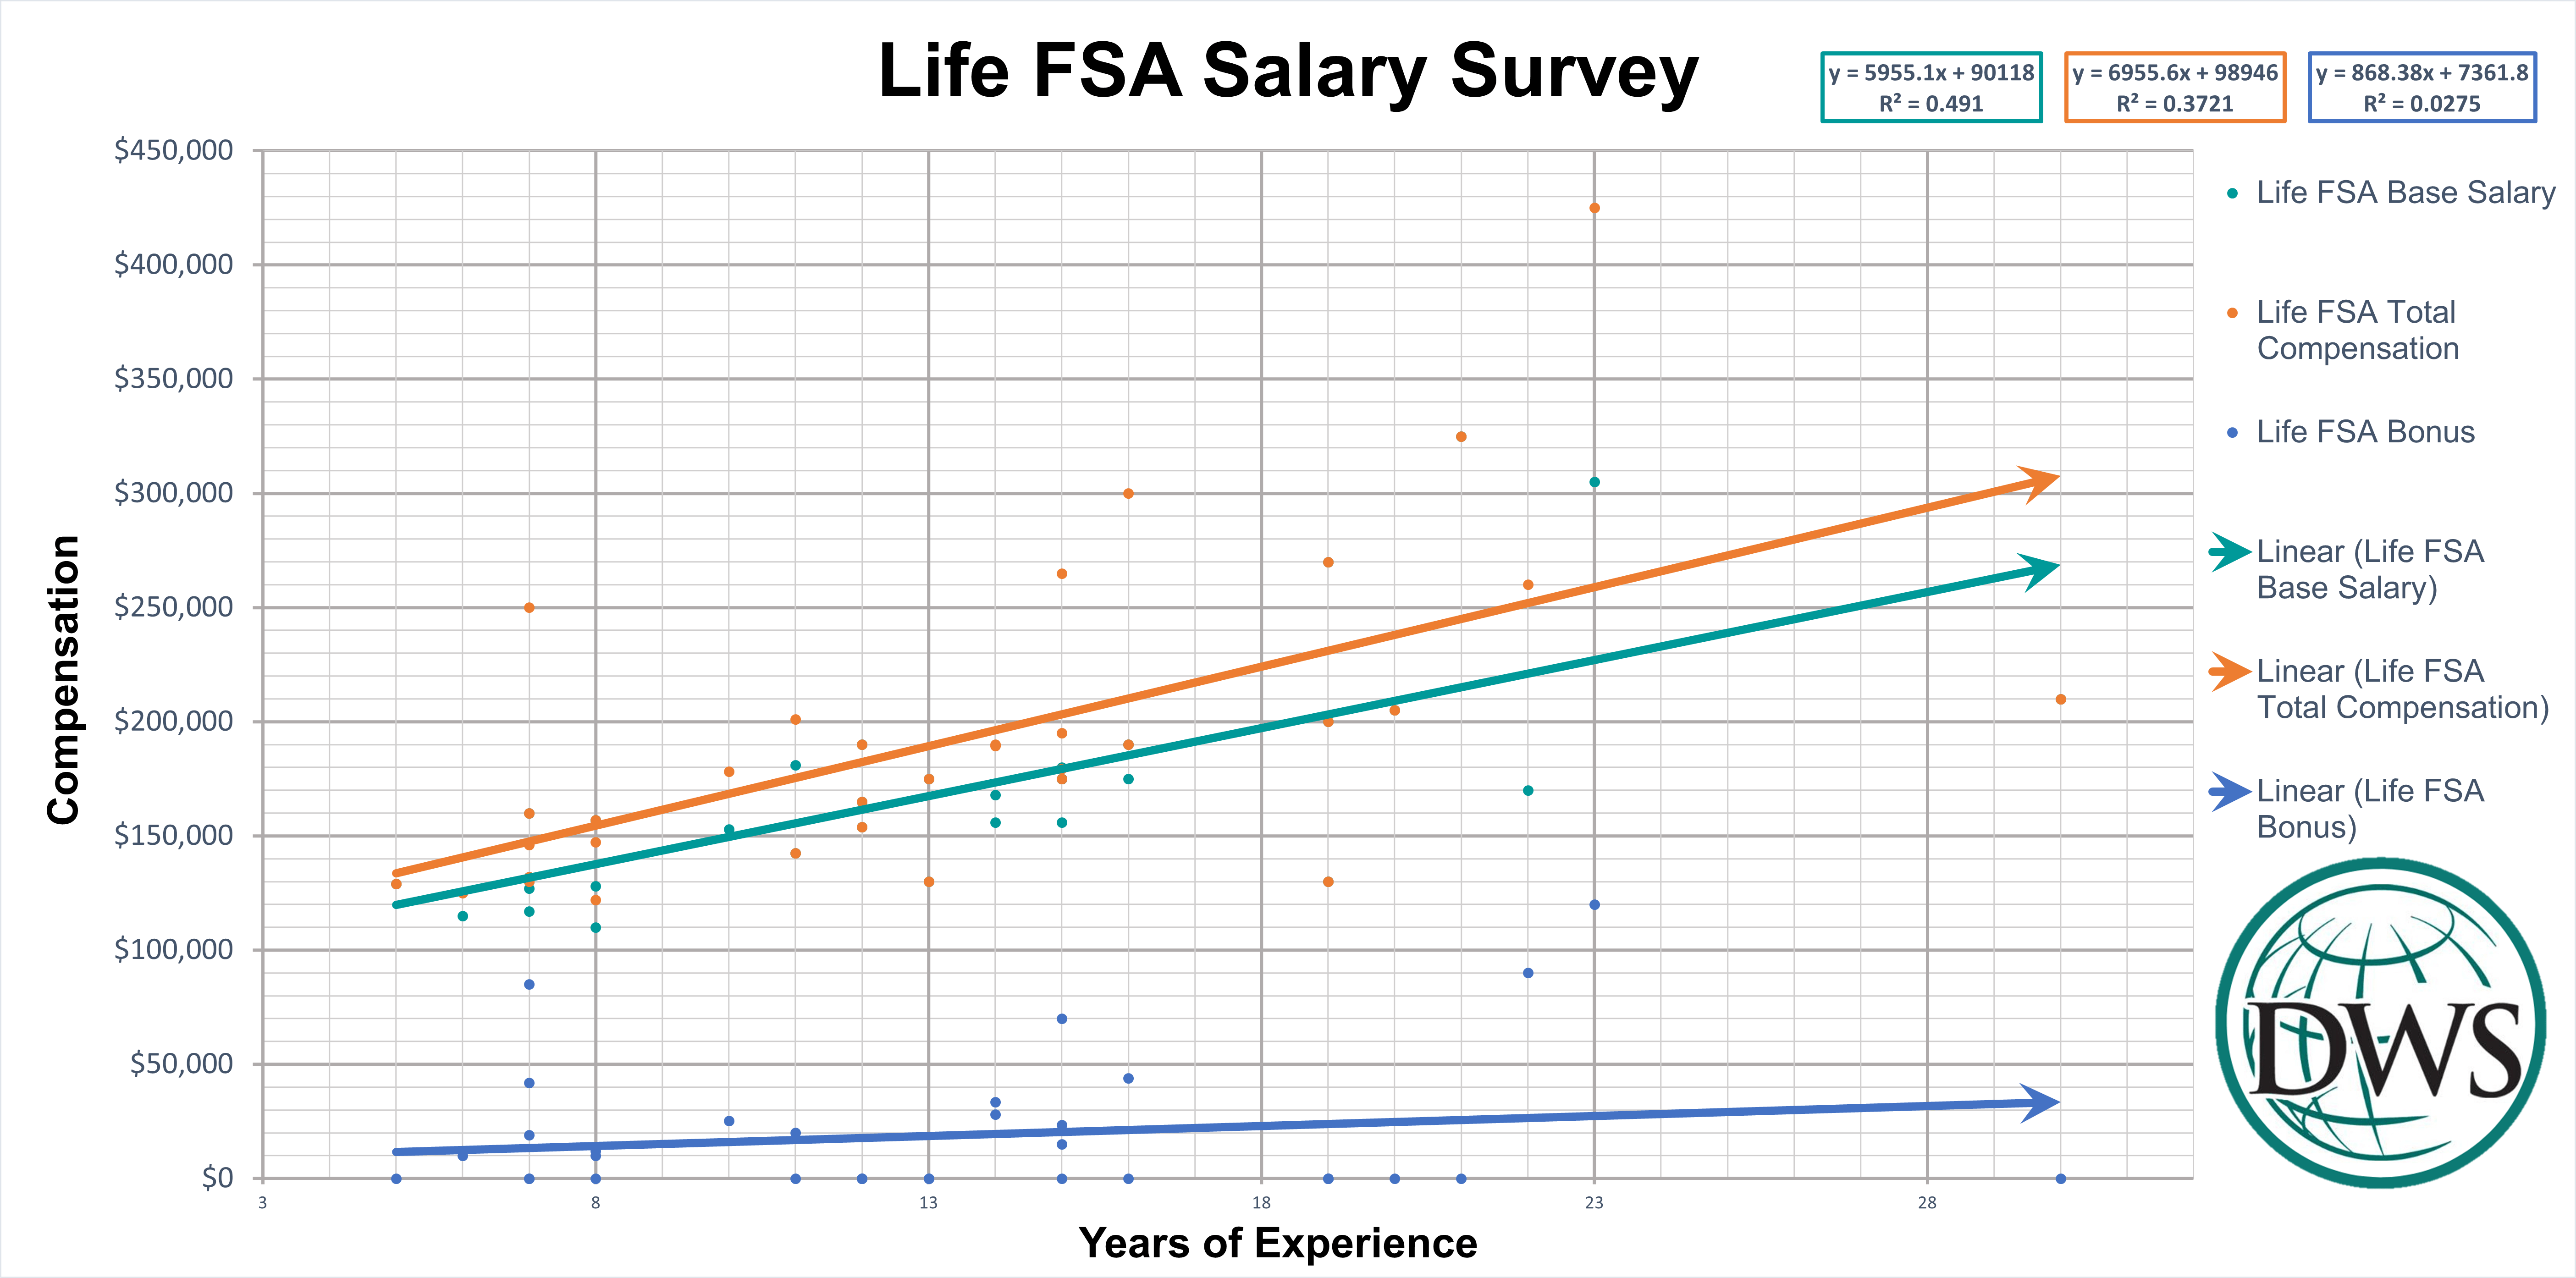 Life FSA Salary Survey
y = 5955.1x + 90118
R² = 0.491
y = 6955.6x + 98946
R² = 0.3721
y = 868.38x + 7361.8
R² = 0.0275
$450,000
$400,000
$350,000
$300,000
$250,000
$200,000
$150,000
$100,000
$50,000
$0
Compensation
3
8
13
18
23
28
Years of Experience
Life FSA Base Salary
Life FSA Total
Compensation
Life FSA Bonus
Linear (Life FSA
Base Salary)
Linear (Life FSA
Total Compensation)
Linear (Life FSA
Bonus)
DWS